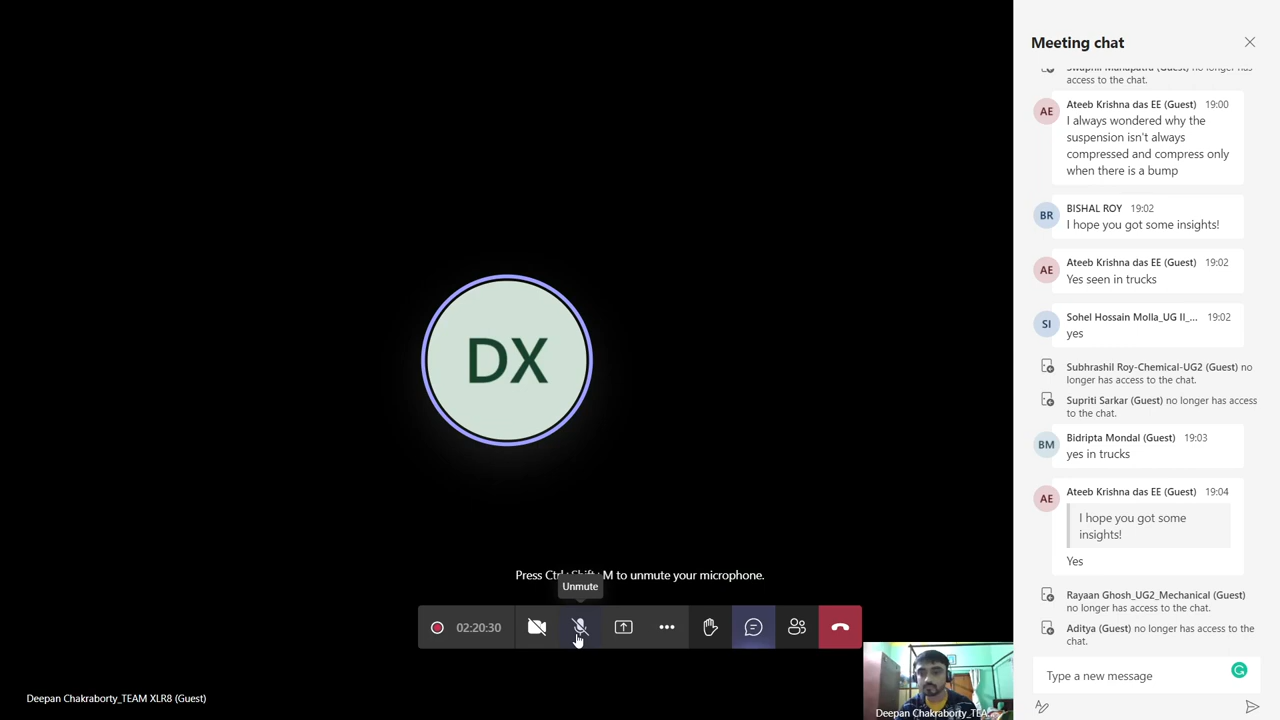 Meeting chat
Swapnil Mahapatra (Guest) no longer has
access to the chat.
AE
Ateeb Krishna das EE (Guest) 19:00
I always wondered why the
suspension isn't always
compressed and compress only
when there is a bump
BR
BISHAL ROY 19:02
I hope you got some insights!
AE
Ateeb Krishna das EE (Guest) 19:02
Yes seen in trucks
SI
Sohel Hossain Molla_UG II_... 19:02
yes
Subhrashil Roy-Chemical-UG2 (Guest) no
longer has access to the chat.
Supriti Sarkar (Guest) no longer has access
to the chat.
BM
Bidripta Mondal (Guest) 19:03
yes in trucks
AE
Ateeb Krishna das EE (Guest) 19:04
I hope you got some
insights!
Yes
Rayaan Ghosh_UG2_Mechanical (Guest)
no longer has access to the chat.
Aditya (Guest) no longer has access to the
chat.
Type a new message
DX
Press Ctrl+Shift+M to unmute your microphone.
Unmute
02:20:30
Deepan Chakraborty_TEAM XLR8 (Guest)
Deepan Chakraborty_TEA...